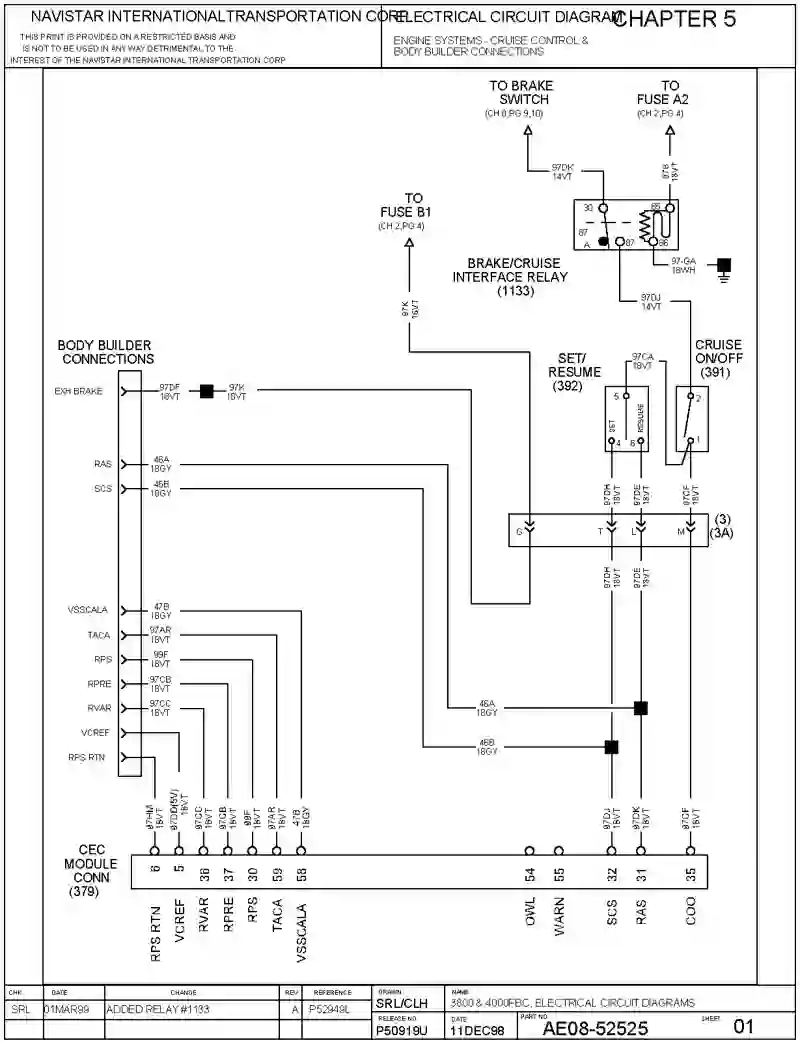 NAVISTAR INTERNATIONALTRANSPORTATION CORP
THIS PRINT IS PROVIDED ON A RESTRICTED BASIS AND
IS NOT TO BE USED IN ANY WAY DETRIMENTAL TO THE
INTEREST OF THE NAVISTAR INTERNATIONAL TRANSPORTATION CORP
ELECTRICAL CIRCUIT DIAGRAM
CHAPTER 5
ENGINE SYSTEMS - CRUISE CONTROL &
BODY BUILDER CONNECTIONS
TO BRAKE
SWITCH
(CH 8,PG 9,10)
TO
FUSE A2
(CH 2,PG 4)
97DK
14VT
97B
18VT
TO
FUSE B1
(CH 2,PG 4)
30
85
87
A
87
86
BRAKE/CRUISE
INTERFACE RELAY
(1133)
97-GA
18WH
97K
16VT
97DJ
14VT
BODY BUILDER
CONNECTIONS
SET/
RESUME
(392)
97CA
18VT
CRUISE
ON/OFF
(391)
EXH BRAKE
97DF
18VT
97K
18VT
5
SET
RESUME
4
6
2
1
RAS
46A
18GY
SCS
46B
18GY
97DH
18VT
97DE
18VT
97CF
18VT
G
T
L
M
(3)
(3A)
97DH
18VT
97DE
18VT
VSSCALA
47B
18GY
TACA
97AR
18VT
RPS
99F
18VT
RPRE
97CB
18VT
RVAR
97CC
18VT
46A
18GY
VCREF
46B
18GY
RPS RTN
97HM
18VT
97DD(5V)
18VT
97CC
18VT
97CB
18VT
99F
18VT
97AR
18VT
47B
18GY
97DJ
18VT
97DK
18VT
97CF
18VT
CEC
MODULE
CONN
(379)
6
5
36
37
30
59
58
54
55
32
31
35
RPS RTN
VCREF
RVAR
RPRE
RPS
TACA
VSSCALA
OWL
WARN
SCS
RAS
COO
CHK
DATE
CHANGE
REV
REFERENCE
SRL
01MAR99
ADDED RELAY #1133
A
P52949L
DRAWN
SRL/CLH
NAME
3800 & 4000FBC, ELECTRICAL CIRCUIT DIAGRAMS
RELEASE NO
P50919U
DATE
11DEC98
PART NO
AE08-52525
SHEET
01